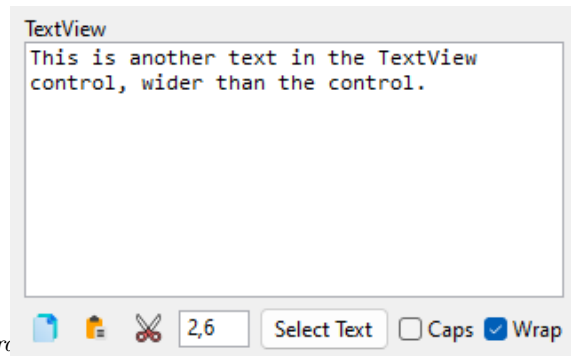 TextView
This is another text in the TextView
control, wider than the control.
2,6 Select Text Caps Wrap